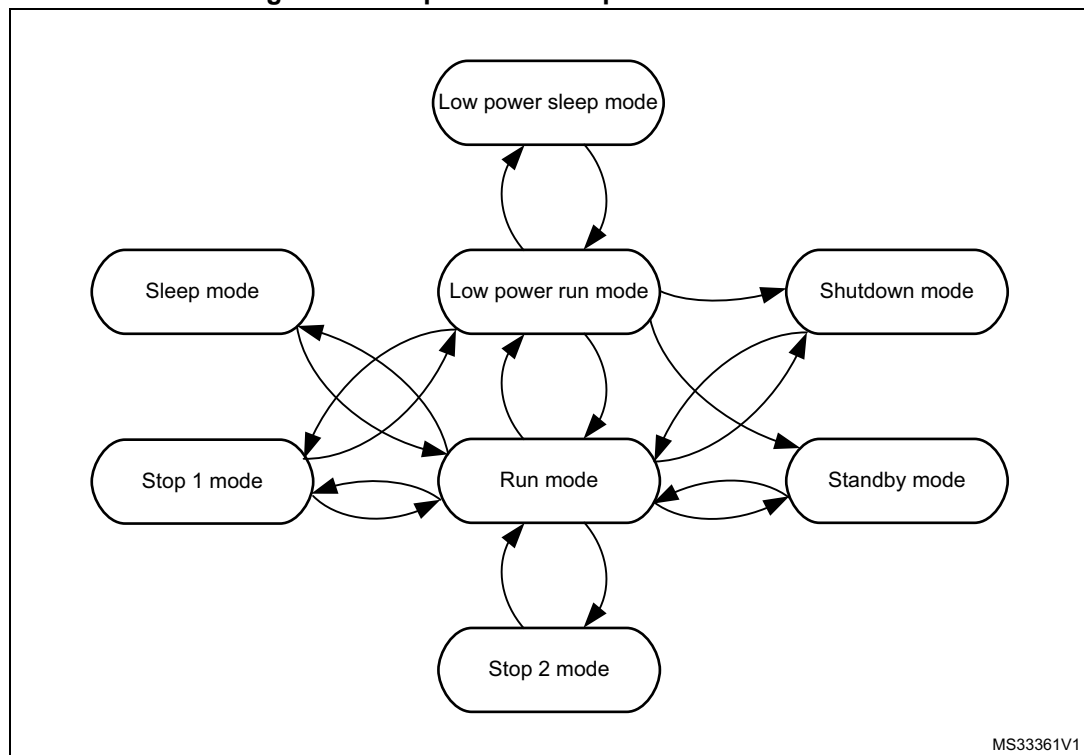 Low power sleep mode
Sleep mode
Low power run mode
Shutdown mode
Stop 1 mode
Run mode
Standby mode
Stop 2 mode
MS33361V1